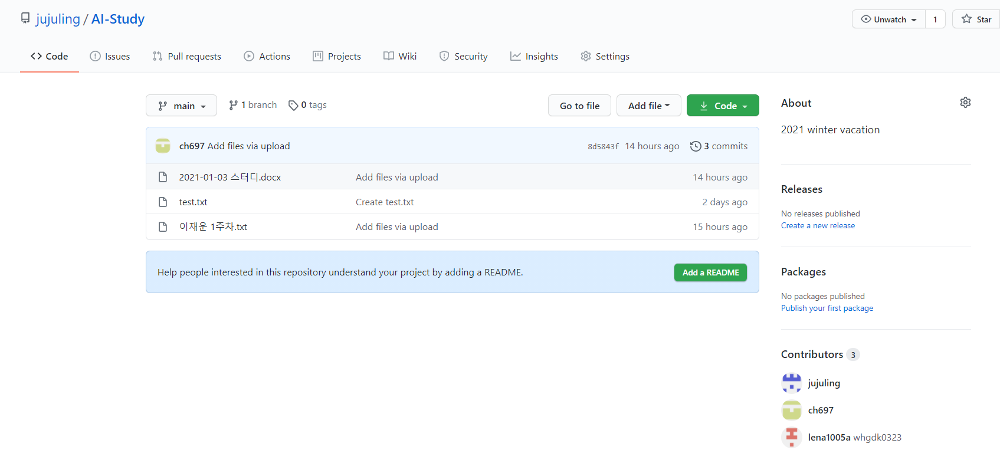 jujuling / AI-Study
Unwatch 1 Star
Code Issues Pull requests Actions Projects Wiki Security Insights Settings
main 1 branch 0 tags Go to file Add file Code
ch697 Add files via upload 8d5843f 14 hours ago 3 commits
2021-01-03 스터디.docx Add files via upload 14 hours ago
test.txt Create test.txt 2 days ago
이재운 1주차.txt Add files via upload 15 hours ago
Help people interested in this repository understand your project by adding a README. Add a README
About
2021 winter vacation
Releases
No releases published
Create a new release
Packages
No packages published
Publish your first package
Contributors 3
jujuling
ch697
lena1005a whgdk0323